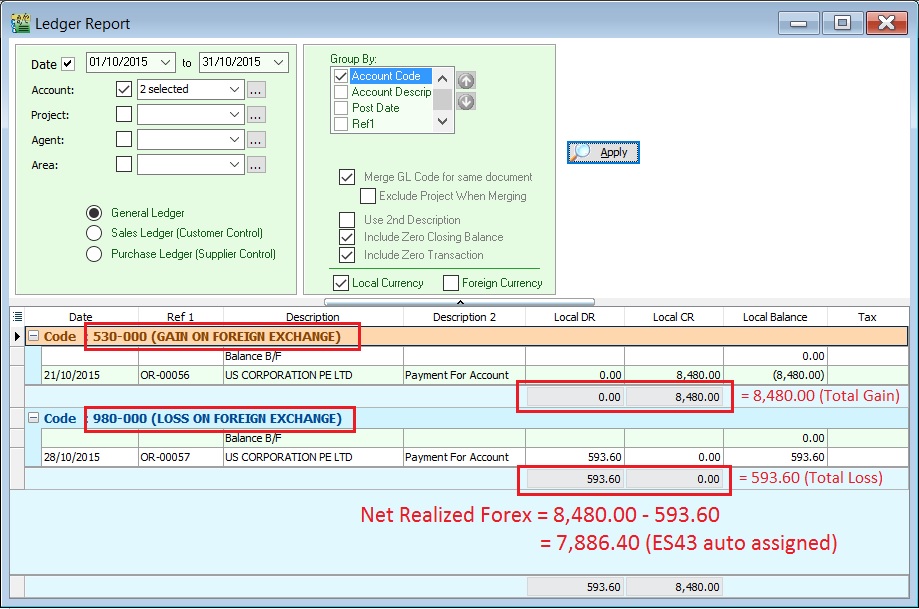 Ledger Report
Date 01/10/2015 to 31/10/2015
Account: 2 selected ...
Project: ...
Agent: ...
Area: ...
General Ledger
Sales Ledger (Customer Control)
Purchase Ledger (Supplier Control)
Group By:
Account Code
Account Descrip
Post Date
Ref1
Merge GL Code for same document
Exclude Project When Merging
Use 2nd Description
Include Zero Closing Balance
Include Zero Transaction
Local Currency Foreign Currency
Apply
Date Ref 1 Description Description 2 Local DR Local CR Local Balance Tax
Code : 530-000 (GAIN ON FOREIGN EXCHANGE)
Balance B/F 0.00
21/10/2015 OR-00056 US CORPORATION PE LTD Payment For Account 0.00 8,480.00 (8,480.00)
0.00 8,480.00 = 8,480.00 (Total Gain)
Code : 980-000 (LOSS ON FOREIGN EXCHANGE)
Balance B/F 0.00
28/10/2015 OR-00057 US CORPORATION PE LTD Payment For Account 593.60 0.00 593.60
593.60 0.00 = 593.60 (Total Loss)
Net Realized Forex = 8,480.00 - 593.60
= 7,886.40 (ES43 auto assigned)
593.60 8,480.00